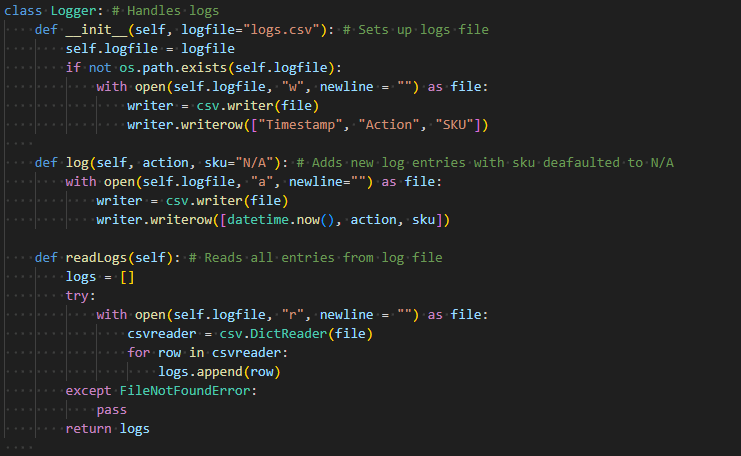 class Logger: # Handles logs
    def __init__(self, logfile="logs.csv"): # Sets up logs file
        self.logfile = logfile
        if not os.path.exists(self.logfile):
            with open(self.logfile, "w", newline = "") as file:
                writer = csv.writer(file)
                writer.writerow(["Timestamp", "Action", "SKU"])
    def log(self, action, sku="N/A"): # Adds new log entries with sku deafaulted to N/A
        with open(self.logfile, "a", newline="") as file:
            writer = csv.writer(file)
            writer.writerow([datetime.now(), action, sku])
    def readLogs(self): # Reads all entries from log file
        logs = []
        try:
            with open(self.logfile, "r", newline = "") as file:
                csvreader = csv.DictReader(file)
                for row in csvreader:
                    logs.append(row)
        except FileNotFoundError:
            pass
        return logs